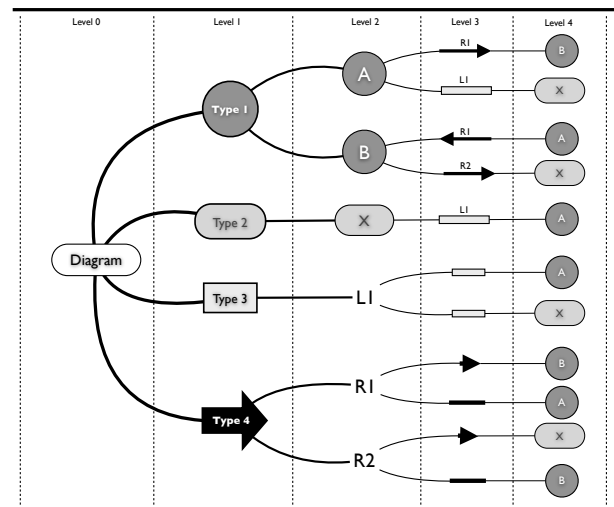 Level 0
Level 1
Level 2
Level 3
Level 4
R1
B
A
L1
X
Type 1
R1
A
B
R2
X
Type 2
X
L1
A
Diagram
A
Type 3
L1
X
B
R1
A
Type 4
X
R2
B